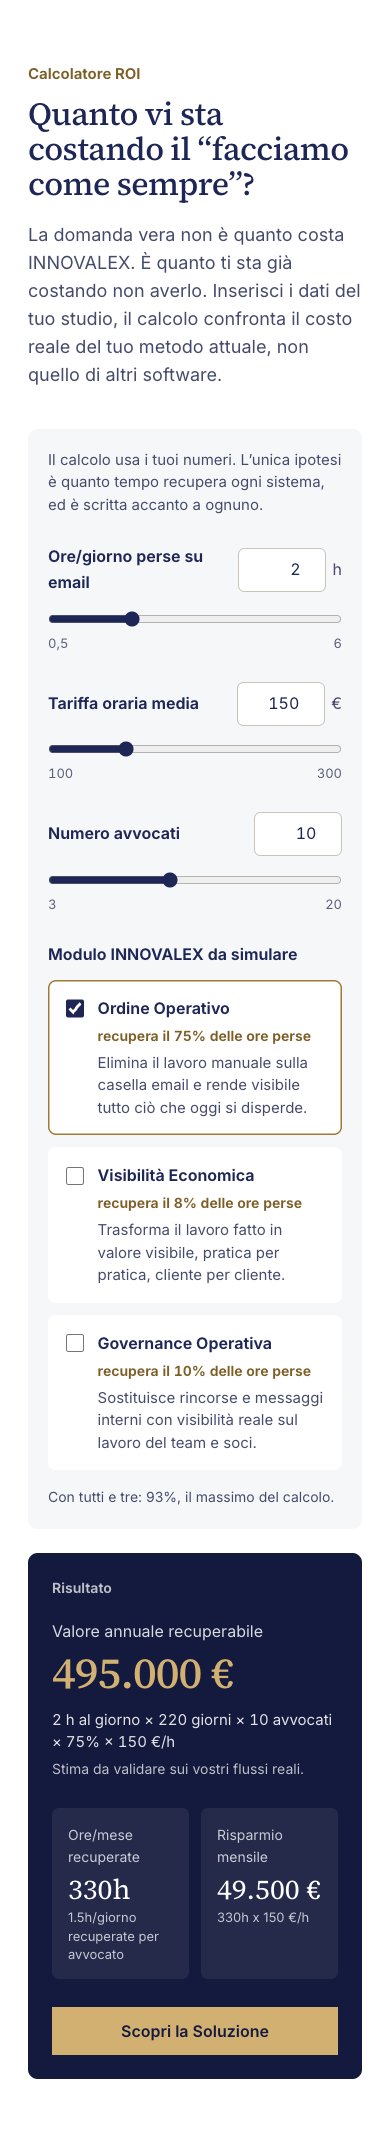 Calcolatore ROI
Quanto vi sta
costando il “facciamo
come sempre”?
La domanda vera non è quanto costa
INNOVALEX. È quanto ti sta già
costando non averlo. Inserisci i dati del
tuo studio, il calcolo confronta il costo
reale del tuo metodo attuale, non
quello di altri software.
Il calcolo usa i tuoi numeri. L’unica ipotesi
è quanto tempo recupera ogni sistema,
ed è scritta accanto a ognuno.
Ore/giorno perse su
email
2 h
0,5 6
Tariffa oraria media 150 €
100 300
Numero avvocati 10
3 20
Modulo INNOVALEX da simulare
Ordine Operativo
recupera il 75% delle ore perse
Elimina il lavoro manuale sulla
casella email e rende visibile
tutto ciò che oggi si disperde.
Visibilità Economica
recupera il 8% delle ore perse
Trasforma il lavoro fatto in
valore visibile, pratica per
pratica, cliente per cliente.
Governance Operativa
recupera il 10% delle ore perse
Sostituisce rincorse e messaggi
interni con visibilità reale sul
lavoro del team e soci.
Con tutti e tre: 93%, il massimo del calcolo.
Risultato
Valore annuale recuperabile
495.000 €
2 h al giorno × 220 giorni × 10 avvocati
× 75% × 150 €/h
Stima da validare sui vostri flussi reali.
Ore/mese
recuperate
330h
1.5h/giorno
recuperate per
avvocato
Risparmio
mensile
49.500 €
330h x 150 €/h
Scopri la Soluzione